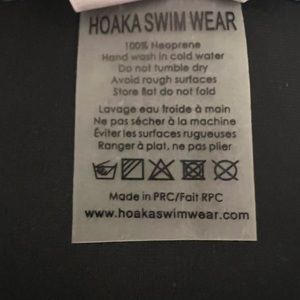 HOAKA SWIM WEAR
100% Neoprene
Hand wash in cold water
Do not tumble dry
Avoid rough surfaces
Store flat do not fold
Lavage eau froide à main
Ne pas sécher à la machine
Éviter les surfaces rugueuses
Ranger à plat, ne pas plier
Made in PRC/Fait RPC
www.hoakaswimwear.com